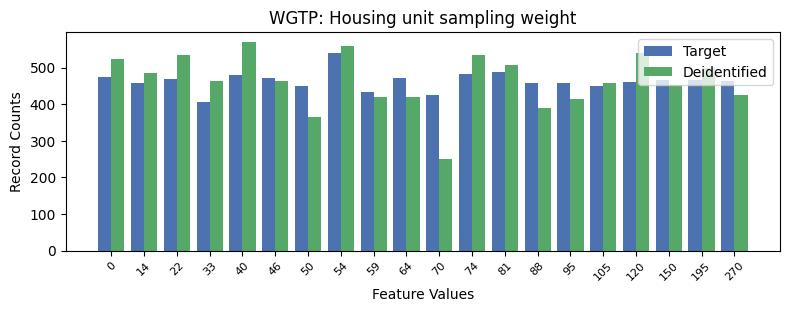 WGTP: Housing unit sampling weight
Target
Deidentified
Record Counts
500
400
300
200
100
0
0 14 22 33 40 46 50 54 59 64 70 74 81 88 95 105 120 150 195 270
Feature Values